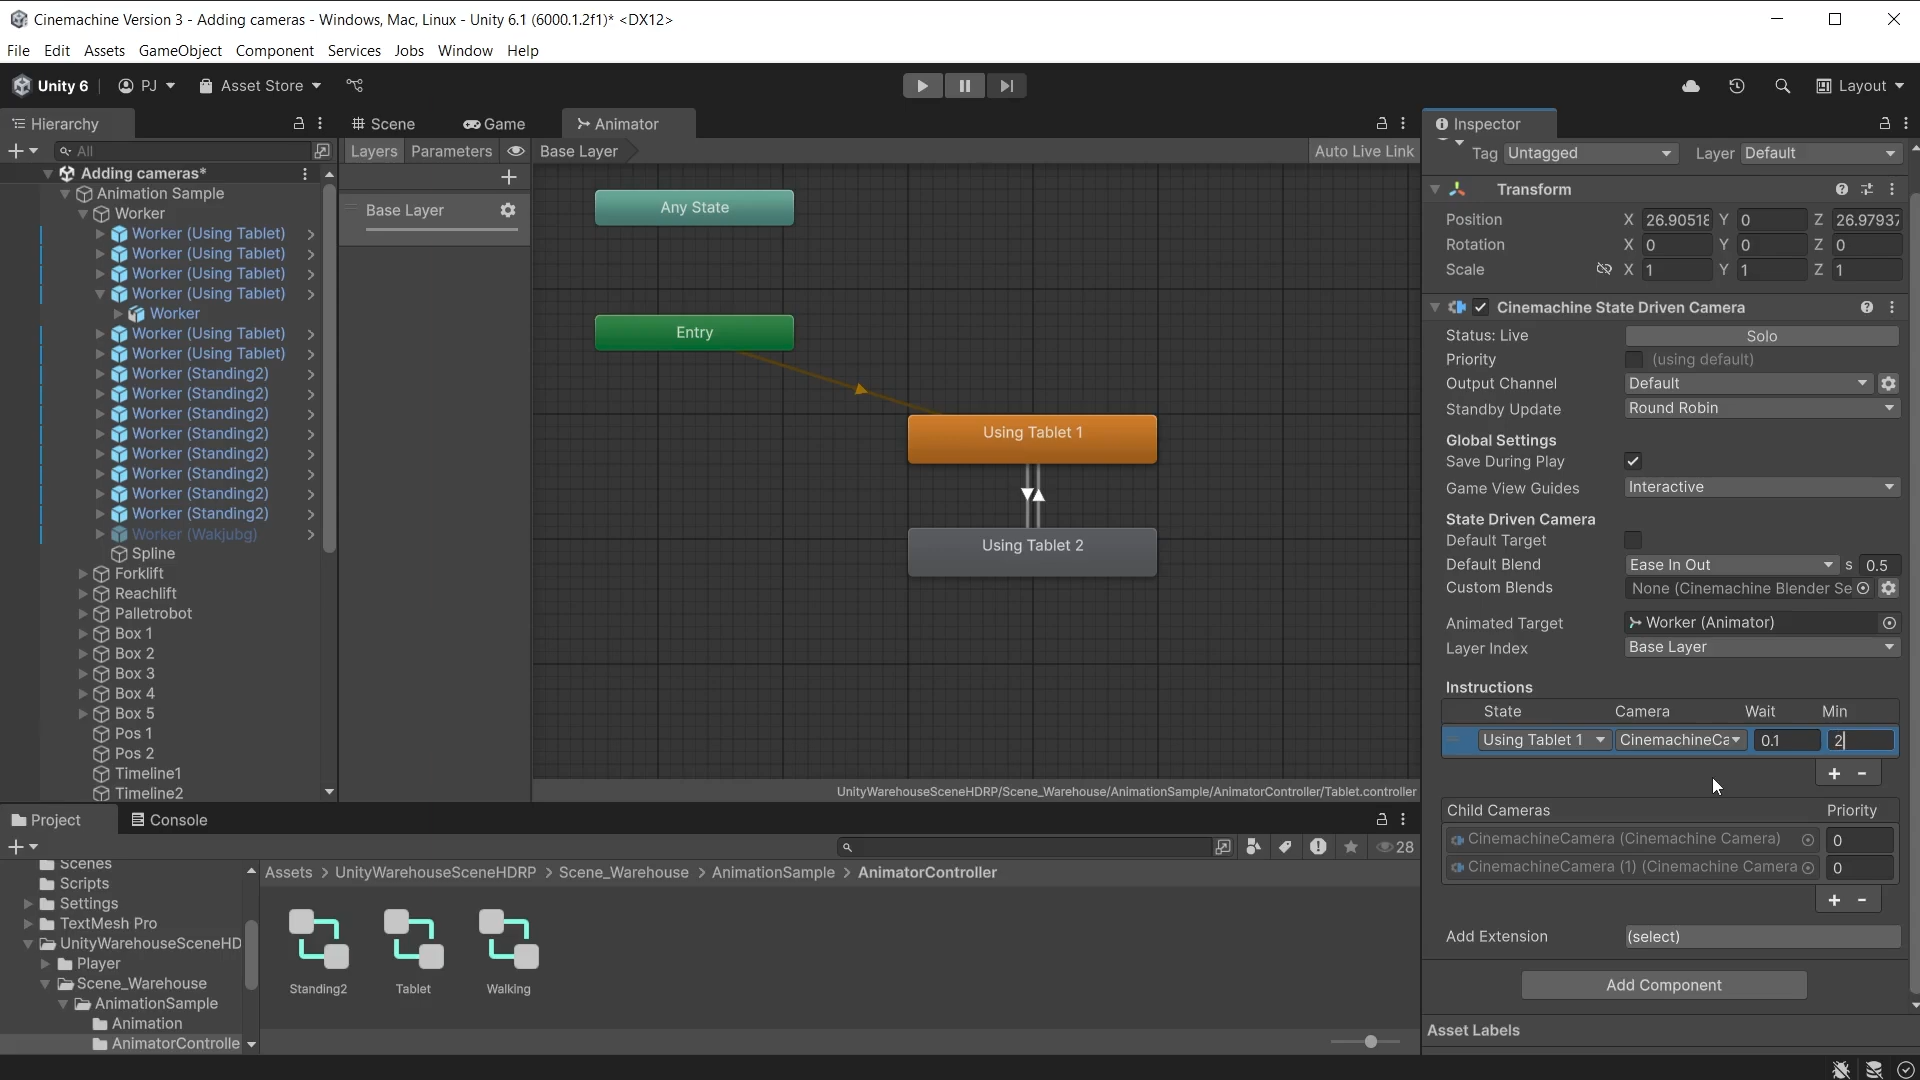 Cinemachine Version 3 - Adding cameras - Windows, Mac, Linux - Unity 6.1 (6000.1.2f1)* <DX12>
File Edit Assets GameObject Component Services Jobs Window Help
Unity 6 PJ Asset Store Layout
Hierarchy
All
Adding cameras*
Animation Sample
Worker
Worker (Using Tablet)
Worker (Using Tablet)
Worker (Using Tablet)
Worker (Using Tablet)
Worker
Worker (Using Tablet)
Worker (Using Tablet)
Worker (Standing2)
Worker (Standing2)
Worker (Standing2)
Worker (Standing2)
Worker (Standing2)
Worker (Standing2)
Worker (Standing2)
Worker (Standing2)
Worker (Wakjubg)
Spline
Forklift
Reachlift
Palletrobot
Box 1
Box 2
Box 3
Box 4
Box 5
Pos 1
Pos 2
Timeline1
Timeline2
Scene Game Animator
Layers Parameters Base Layer Auto Live Link
Base Layer
Any State
Entry
Using Tablet 1
Using Tablet 2
UnityWarehouseSceneHDRP/Scene_Warehouse/AnimationSample/AnimatorController/Tablet.controller
Inspector
Tag Untagged Layer Default
Transform
Position X 26.90518 Y 0 Z 26.97937
Rotation X 0 Y 0 Z 0
Scale X 1 Y 1 Z 1
Cinemachine State Driven Camera
Status: Live Solo
Priority (using default)
Output Channel Default
Standby Update Round Robin
Global Settings
Save During Play
Game View Guides Interactive
State Driven Camera
Default Target
Default Blend Ease In Out s 0.5
Custom Blends None (Cinemachine Blender Se
Animated Target Worker (Animator)
Layer Index Base Layer
Instructions
State Camera Wait Min
Using Tablet 1 CinemachineCa 0.1 2
+ -
Child Cameras Priority
CinemachineCamera (Cinemachine Camera) 0
CinemachineCamera (1) (Cinemachine Camera 0
+ -
Add Extension (select)
Add Component
Asset Labels
Project Console
28
Scenes
Scripts
Settings
TextMesh Pro
UnityWarehouseSceneHD
Player
Scene_Warehouse
AnimationSample
Animation
AnimatorControlle
Assets > UnityWarehouseSceneHDRP > Scene_Warehouse > AnimationSample > AnimatorController
Standing2 Tablet Walking